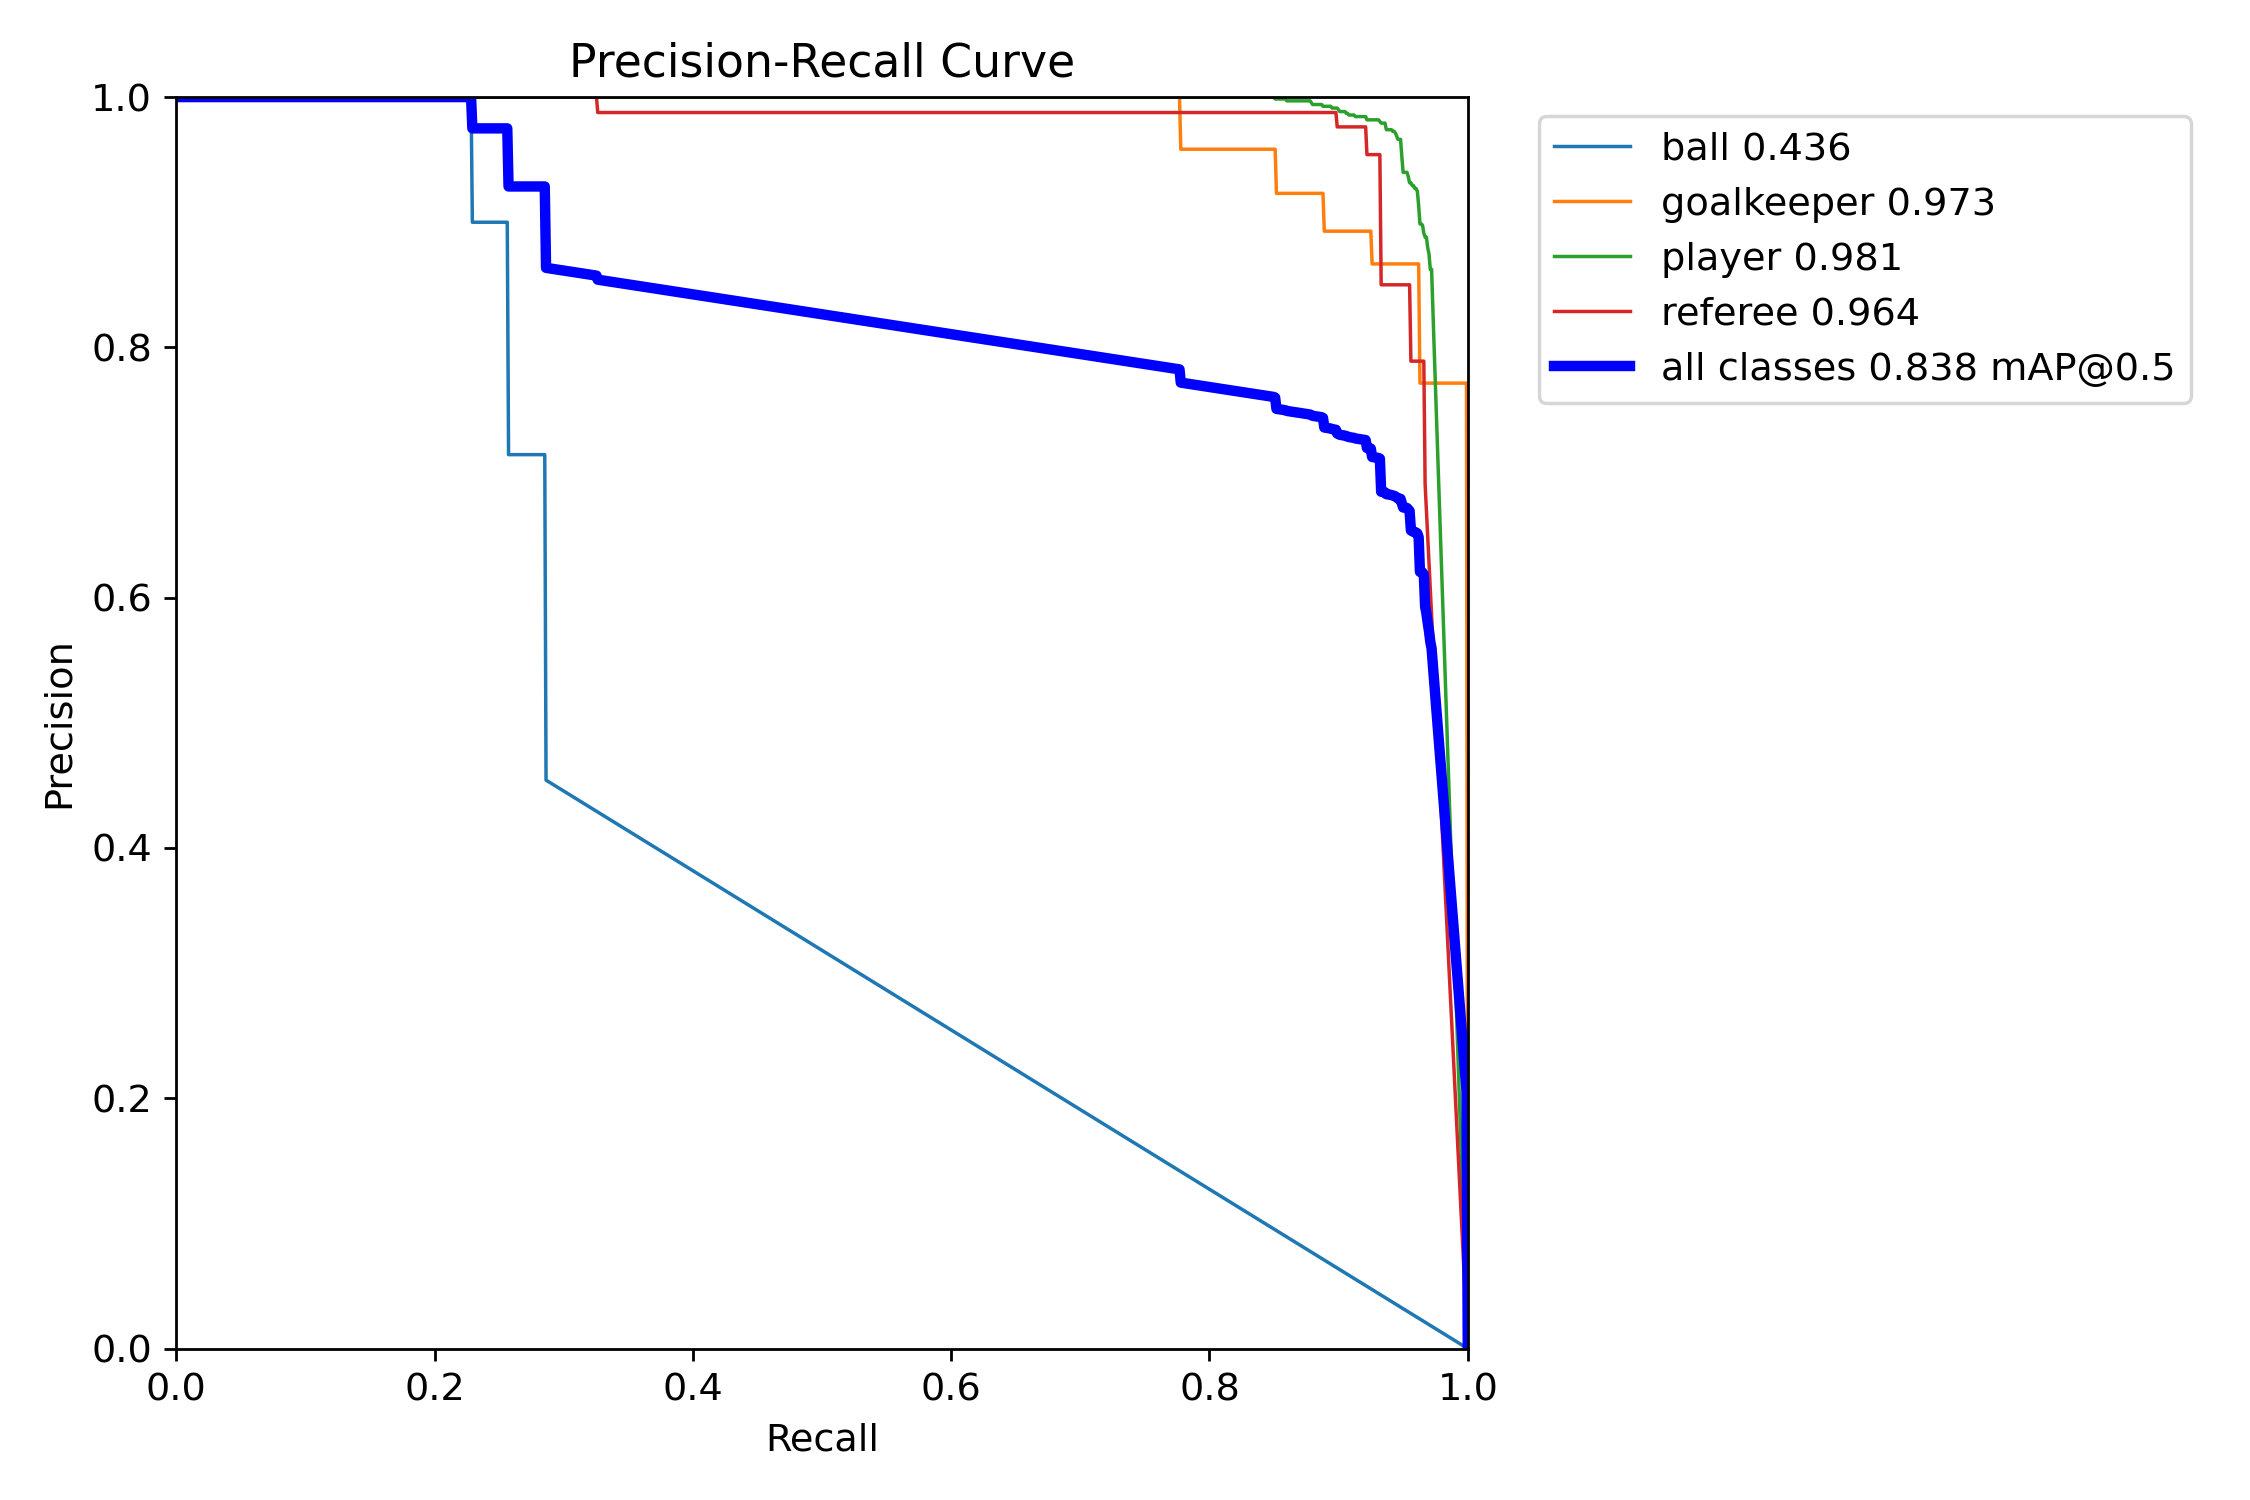 Precision-Recall Curve
1.0
0.8
0.6
0.4
0.2
0.0
Precision
0.0 0.2 0.4 0.6 0.8 1.0
Recall
ball 0.436
goalkeeper 0.973
player 0.981
referee 0.964
all classes 0.838 mAP@0.5